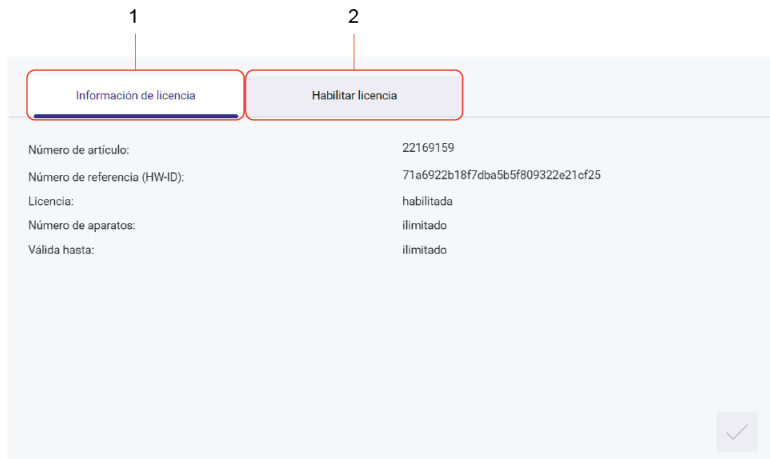 1 2
Información de licencia Habilitar licencia
Número de artículo: 22169159
Número de referencia (HW-ID): 71a6922b18f7dba5b5f809322e21cf25
Licencia: habilitada
Número de aparatos: ilimitado
Válida hasta: ilimitado